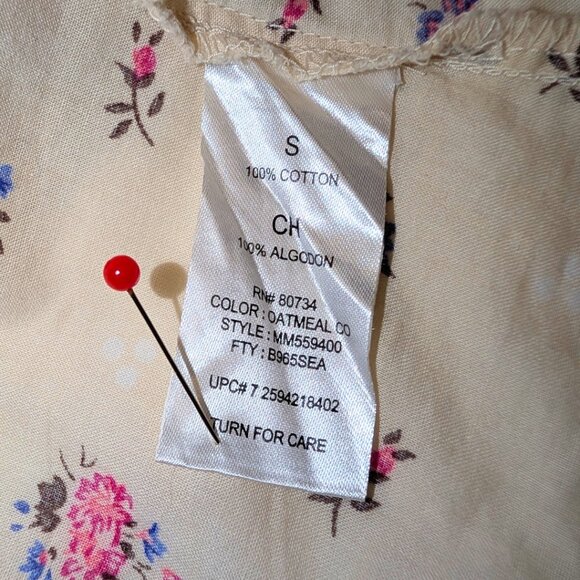 S
100% COTTON
CH
100% ALGODON
RN# 80734
COLOR : OATMEAL CO
STYLE : MM559400
FTY : B965SEA
UPC# 7 2594218402
TURN FOR CARE